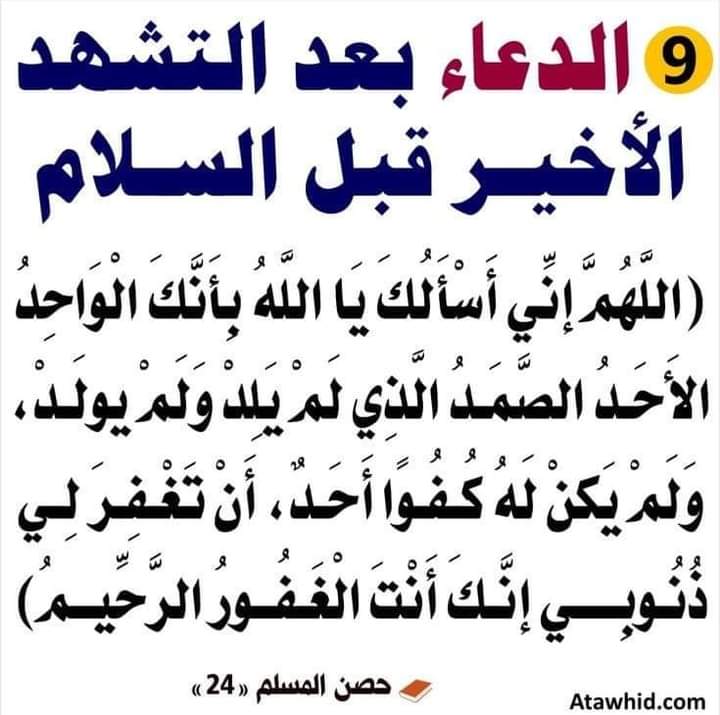 9 الدعاء بعد التشهد
الأخير قبل السلام
(اللَّهُمَّ إِنِّي أَسْأَلُكَ يَا اللَّهُ بِأَنَّكَ الْوَاحِدُ
الأَحَدُ الصَّمَدُ الَّذِي لَمْ يَلِدْ وَلَمْ يولَدْ،
وَلَمْ يَكُنْ لَهُ كُفُوًا أَحَدٌ، أَنْ تَغْفِرَ لِي
ذُنُوبِي إِنَّكَ أَنْتَ الْغَفُورُ الرَّحِّيمُ)
حصن المسلم «24»
Atawhid.com